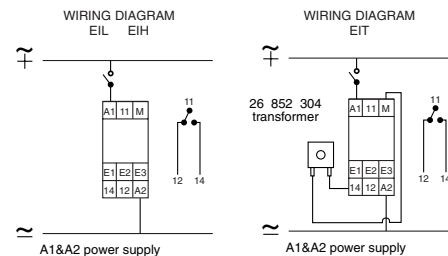 WIRING DIAGRAM
EIL EIH
~
+
A1 11 M
E1 E2 E3
14 12 A2
11
12 14
~
A1&A2 power supply
WIRING DIAGRAM
EIT
~
+
26 852 304
transformer
A1 11 M
E1 E2 E3
14 12 A2
11
12 14
~
A1&A2 power supply